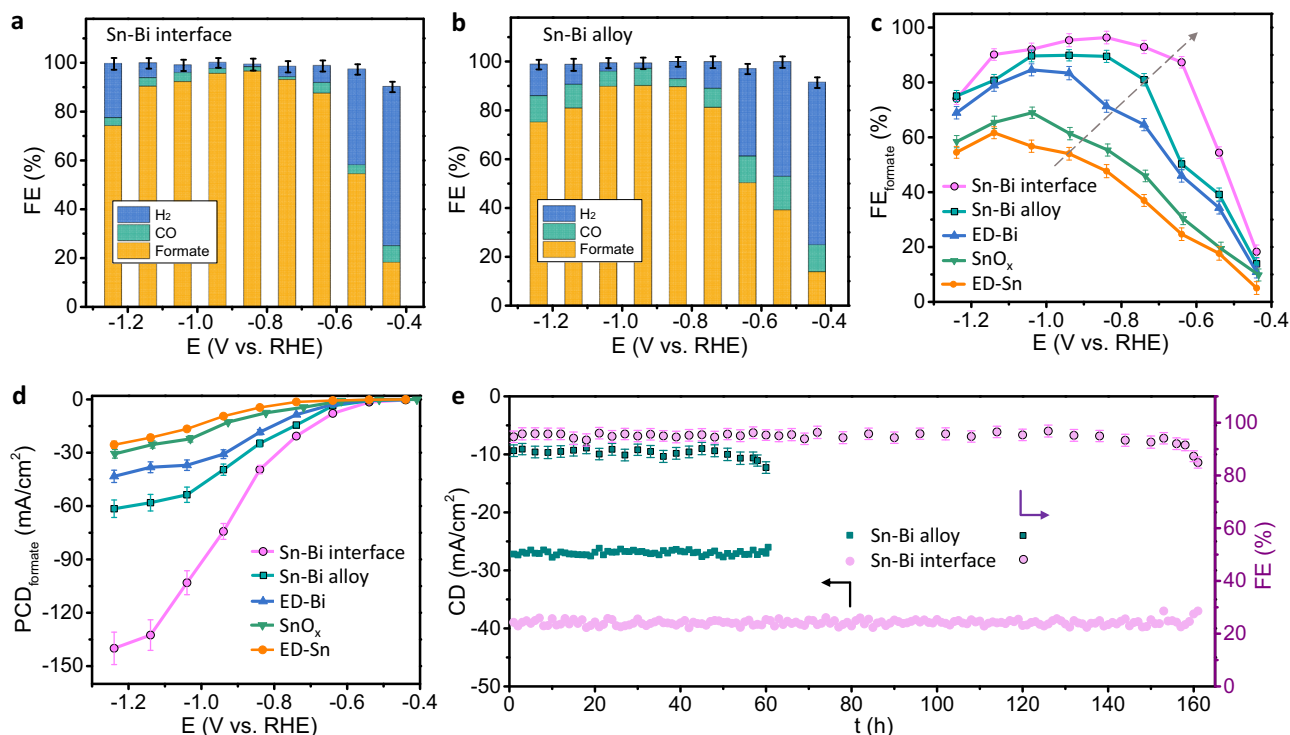 a
Sn-Bi interface
100
80
60
40
20
0
FE (%)
H₂
CO
Formate
-1.2
-1.0
-0.8
-0.6
-0.4
E (V vs. RHE)
b
Sn-Bi alloy
100
80
60
40
20
0
FE (%)
H₂
CO
Formate
-1.2
-1.0
-0.8
-0.6
-0.4
E (V vs. RHE)
c
100
80
60
40
20
0
FEformate (%)
Sn-Bi interface
Sn-Bi alloy
ED-Bi
SnOx
ED-Sn
-1.2
-1.0
-0.8
-0.6
-0.4
E (V vs. RHE)
d
0
-30
-60
-90
-120
-150
PCDformate (mA/cm²)
Sn-Bi interface
Sn-Bi alloy
ED-Bi
SnOx
ED-Sn
-1.2
-1.0
-0.8
-0.6
-0.4
E (V vs. RHE)
e
0
-10
-20
-30
-40
-50
CD (mA/cm²)
Sn-Bi alloy
Sn-Bi interface
100
80
60
40
20
0
FE (%)
0
20
40
60
80
100
120
140
160
t (h)